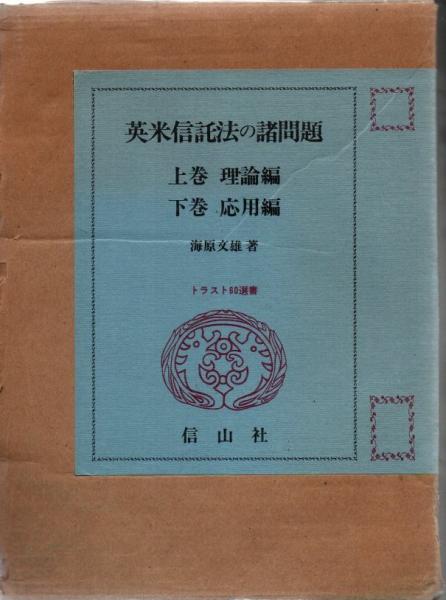 英米信託法の諸問題
上巻 理論編
下巻 応用編
海原文雄著
トラスト60選書
信山社